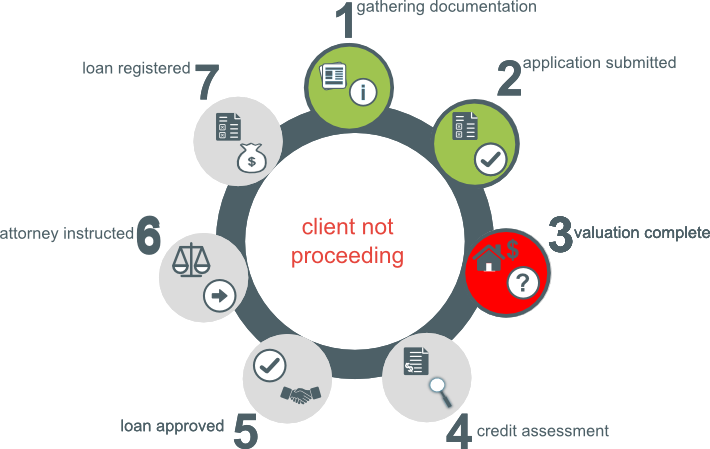 1 gathering documentation
2 application submitted
3 valuation complete
4 credit assessment
5 loan approved
6 attorney instructed
7 loan registered
client not
proceeding
i
$
$
?
$